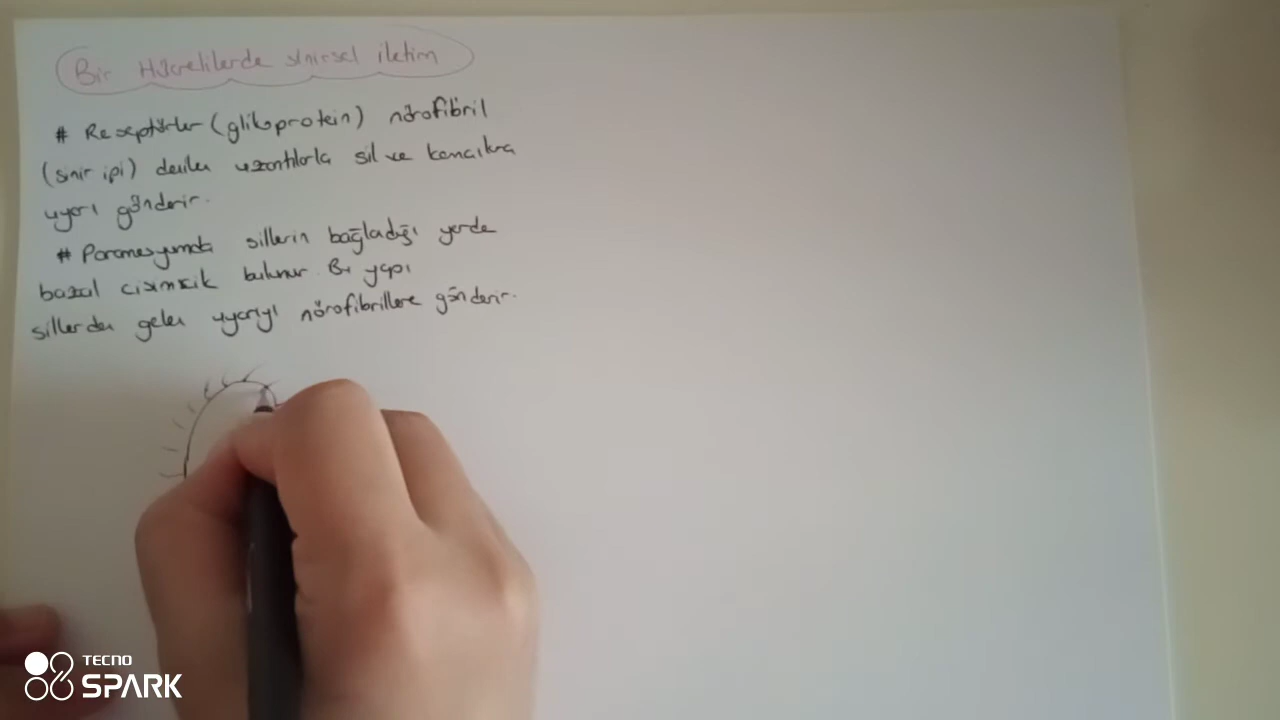 Bir Hücrelilerde sinirsel iletim
# Reseptörler (glikoprotein) nörofibril
(sinir ipi) denilen uzantılarla sil ve kamçılara
uyarı gönderir.
# Paramesyumda sillerin bağladığı yerde
bazal cisimcik bulunur. Bu yapı
sillerden gelen uyarıyı nörofibrillere gönderir.
TECNO
SPARK